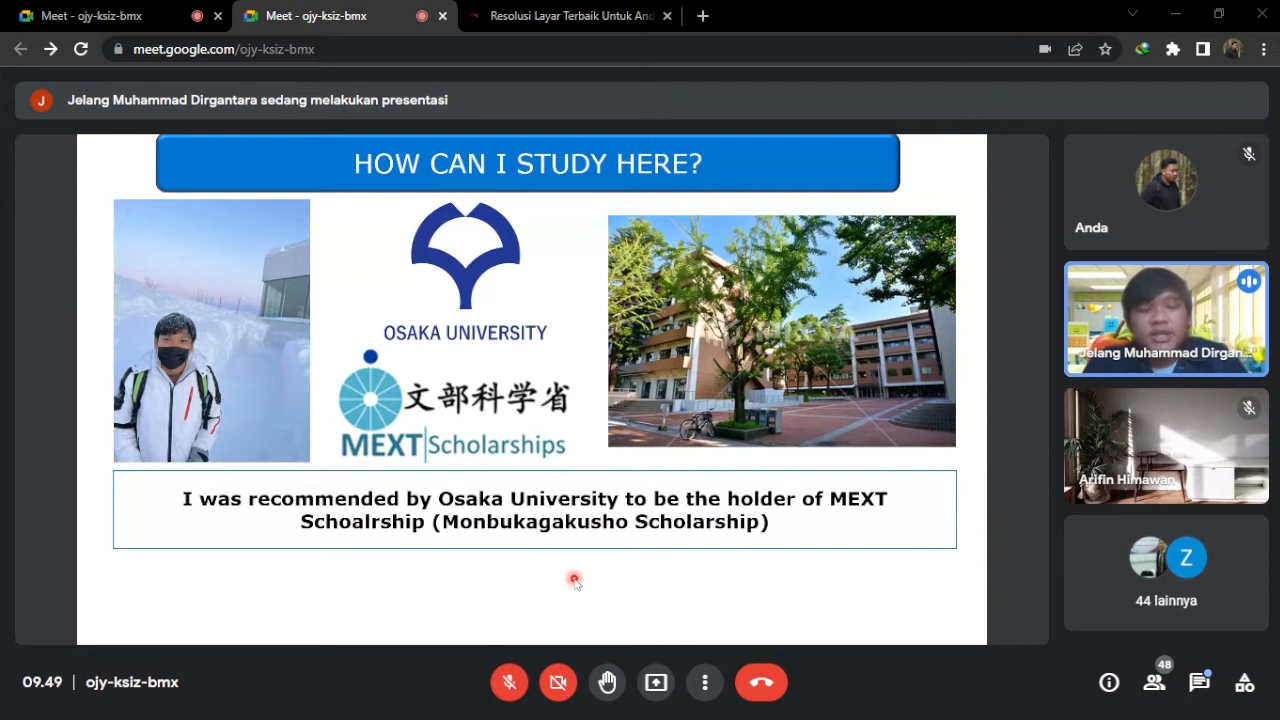 Meet - ojy-ksiz-bmx
Meet - ojy-ksiz-bmx
Resolusi Layar Terbaik Untuk And
meet.google.com/ojy-ksiz-bmx
J
Jelang Muhammad Dirgantara sedang melakukan presentasi
HOW CAN I STUDY HERE?
OSAKA UNIVERSITY
文部科学省
MEXT Scholarships
I was recommended by Osaka University to be the holder of MEXT
Schoalrship (Monbukagakusho Scholarship)
Anda
Jelang Muhammad Dirgan...
Arifin Himawan
Z
44 lainnya
09.49 | ojy-ksiz-bmx
48